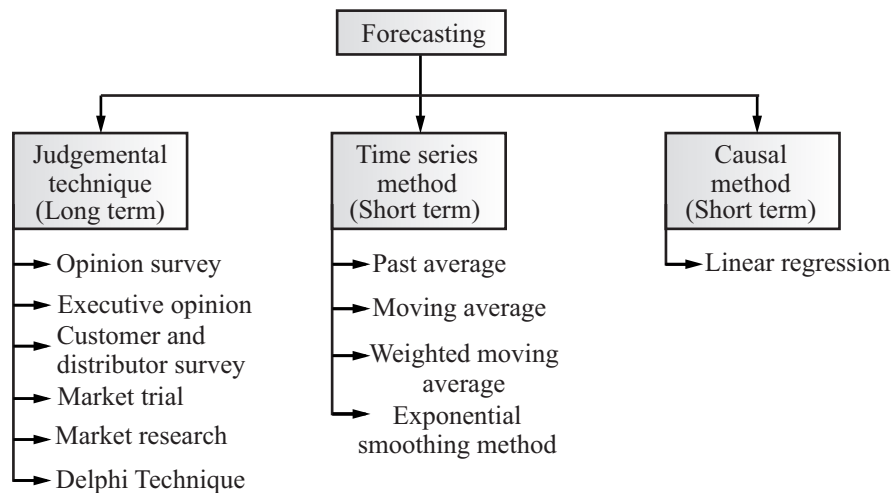 Forecasting
Judgemental
technique
(Long term)
Opinion survey
Executive opinion
Customer and
distributor survey
Market trial
Market research
Delphi Technique
Time series
method
(Short term)
Past average
Moving average
Weighted moving
average
Exponential
smoothing method
Causal
method
(Short term)
Linear regression